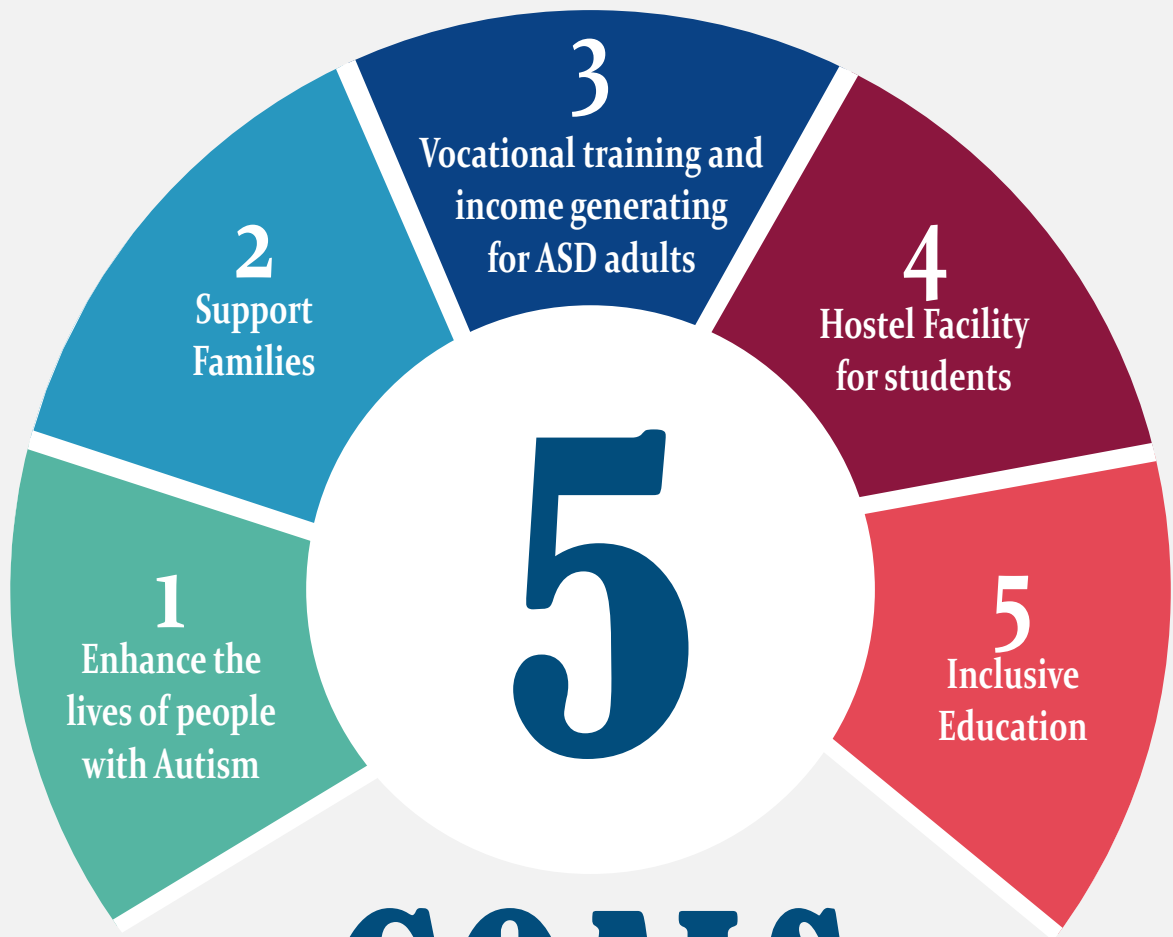 1
Enhance the
lives of people
with Autism
2
Support
Families
3
Vocational training and
income generating
for ASD adults
4
Hostel Facility
for students
5
Inclusive
Education
5
GOALS